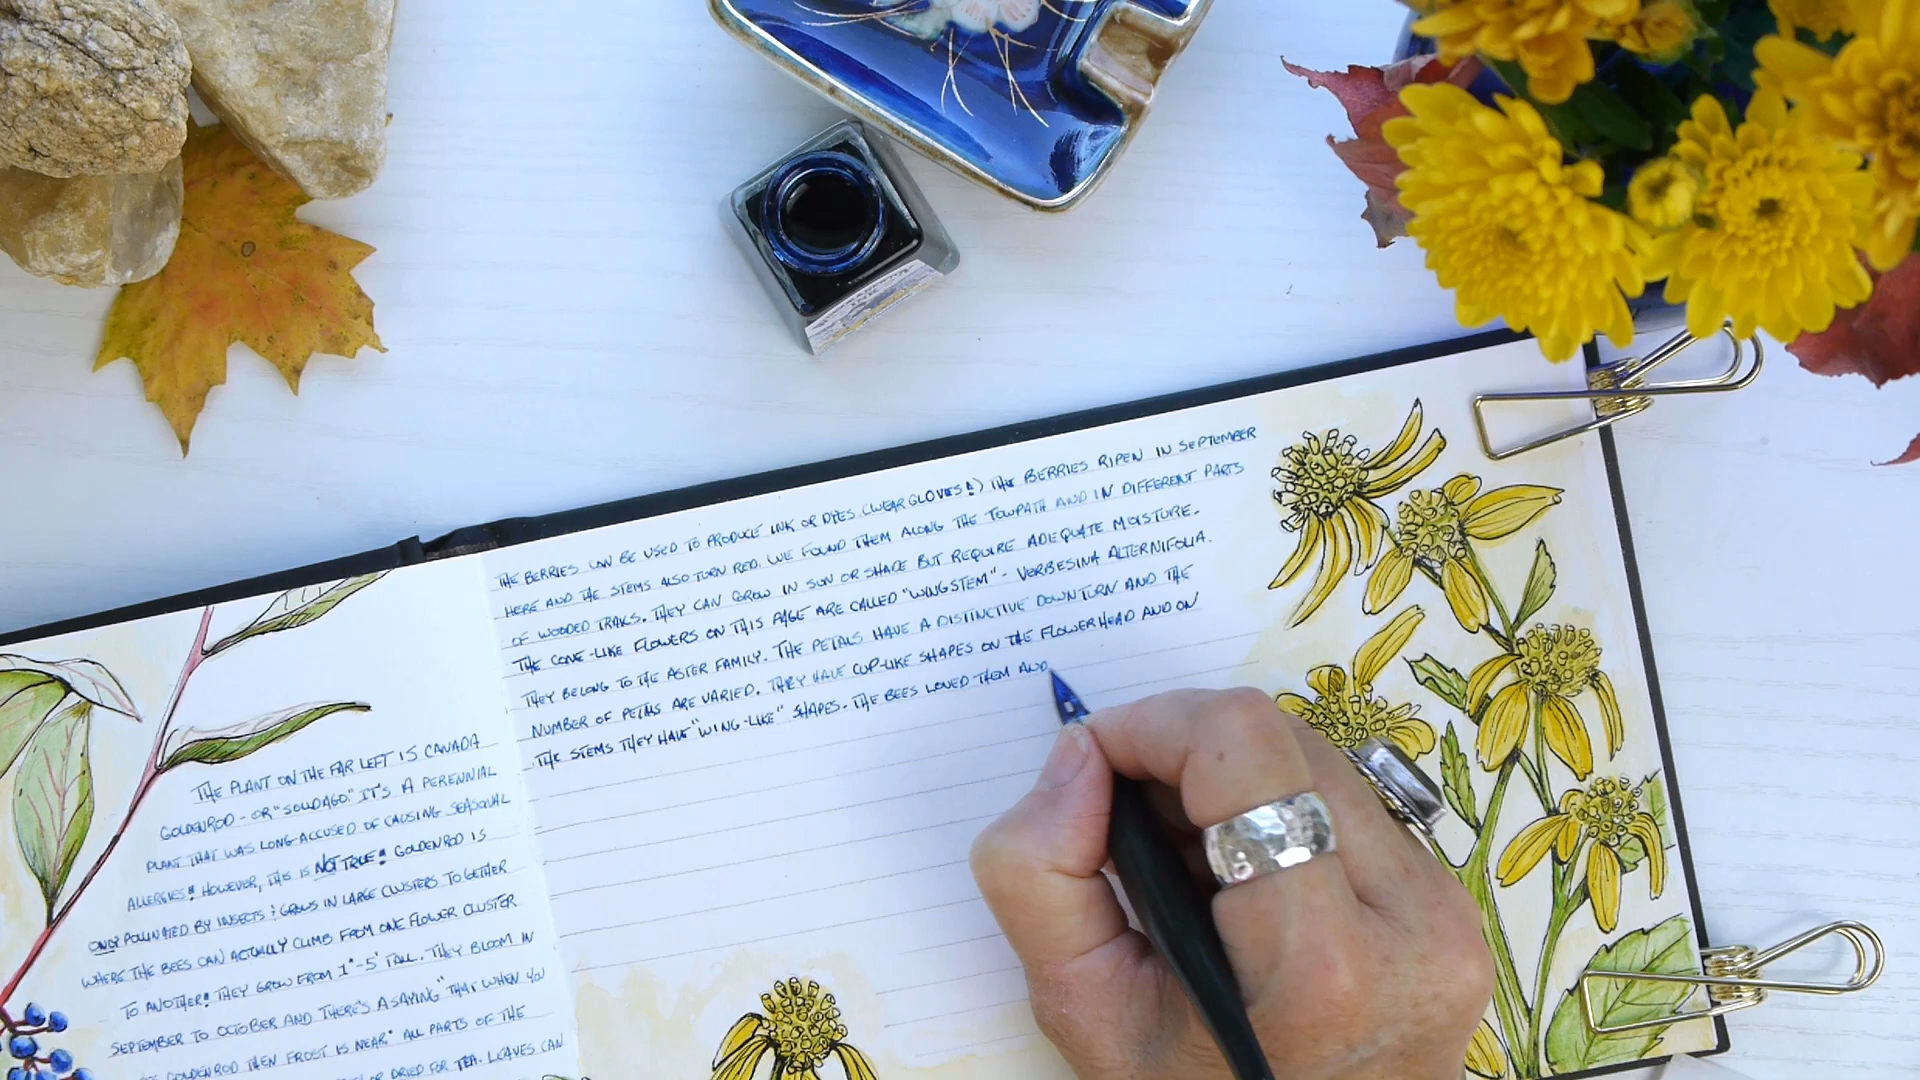 THE PLANT ON THE FAR LEFT IS CANADA
GOLDENROD - OR "SOLIDAGO." IT'S A PERENNIAL
PLANT THAT WAS LONG ACCUSED OF CAUSING SEASONAL
ALLERGIES! HOWEVER, THIS IS NOT TRUE! GOLDENROD IS
ONLY POLLINATED BY INSECTS & GROWS IN LARGE CLUSTERS TOGETHER
WHERE THE BEES CAN ACTUALLY CLIMB FROM ONE FLOWER CLUSTER
TO ANOTHER! THEY GROW FROM 1'-5' TALL. THEY BLOOM IN
SEPTEMBER TO OCTOBER AND THERE'S A SAYING "THAT WHEN YOU
GOLDENROD THEN FROST IS NEAR." ALL PARTS OF THE
OR DRIED FOR TEA. LEAVES CAN
THE BERRIES CAN BE USED TO PRODUCE INK OR DYES. (WEAR GLOVES!) THE BERRIES RIPEN IN SEPTEMBER
HERE AND THE STEMS ALSO TURN RED. WE FOUND THEM ALONG THE TOWPATH AND IN DIFFERENT PARTS
OF WOODED TRAILS. THEY CAN GROW IN SUN OR SHADE BUT REQUIRE ADEQUATE MOISTURE.
THE CONE-LIKE FLOWERS ON THIS PAGE ARE CALLED "WINGSTEM" - VERBESINA ALTERNIFOLIA.
THEY BELONG TO THE ASTER FAMILY. THE PETALS HAVE A DISTINCTIVE DOWNTURN AND THE
NUMBER OF PETALS ARE VARIED. THEY HAVE CUP-LIKE SHAPES ON THE FLOWERHEAD AND ON
THE STEMS THEY HAVE "WING-LIKE" SHAPES. THE BEES LOVED THEM AND